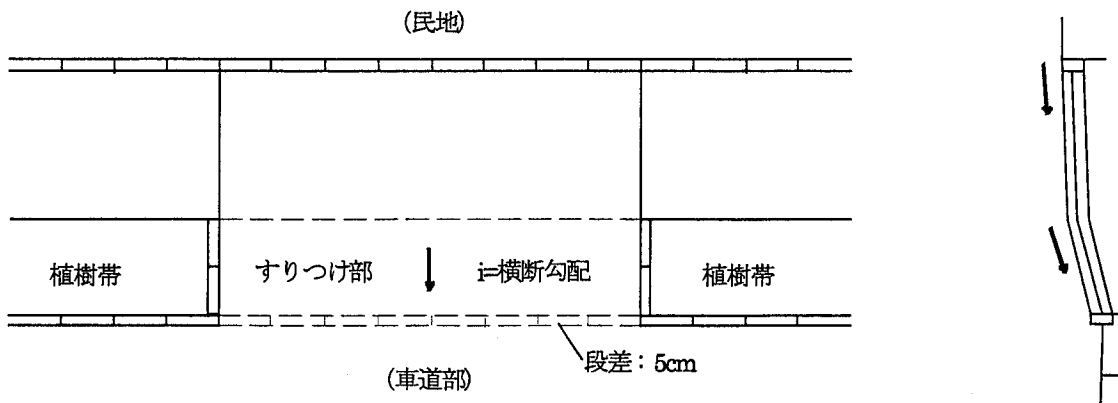 (民地)
植樹帯
すりつけ部
i=横断勾配
植樹帯
段差：5cm
(車道部)